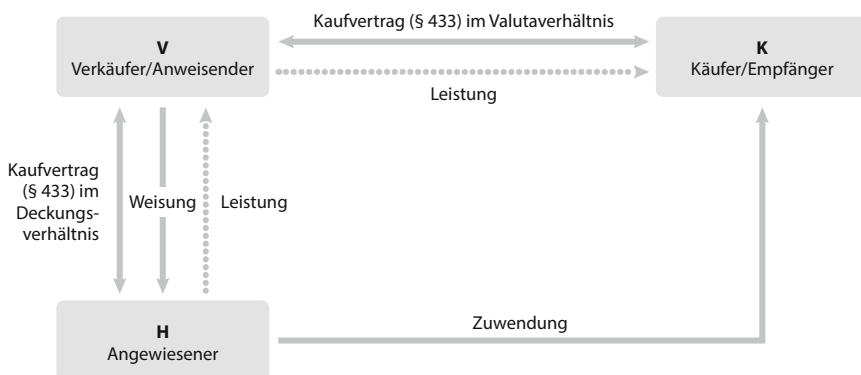 Kaufvertrag (§ 433) im Valutaverhältnis
V
Verkäufer/Anweisender
K
Käufer/Empfänger
Leistung
Kaufvertrag
(§ 433) im
Deckungs-
verhältnis
Weisung
Leistung
H
Angewiesener
Zuwendung